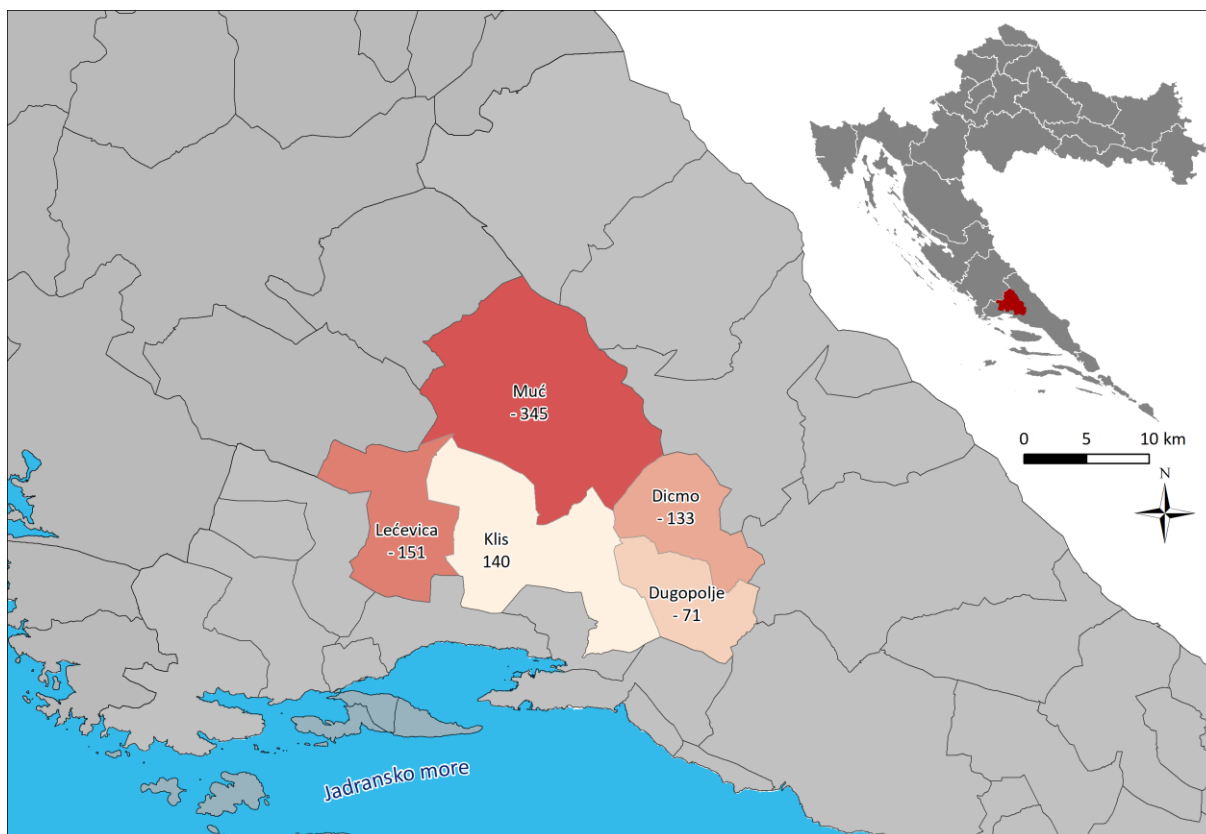 Muć
- 345
Dicmo
- 133
Lećevica
- 151
Klis
140
Dugopolje
- 71
Jadransko more
0 5 10 km
N